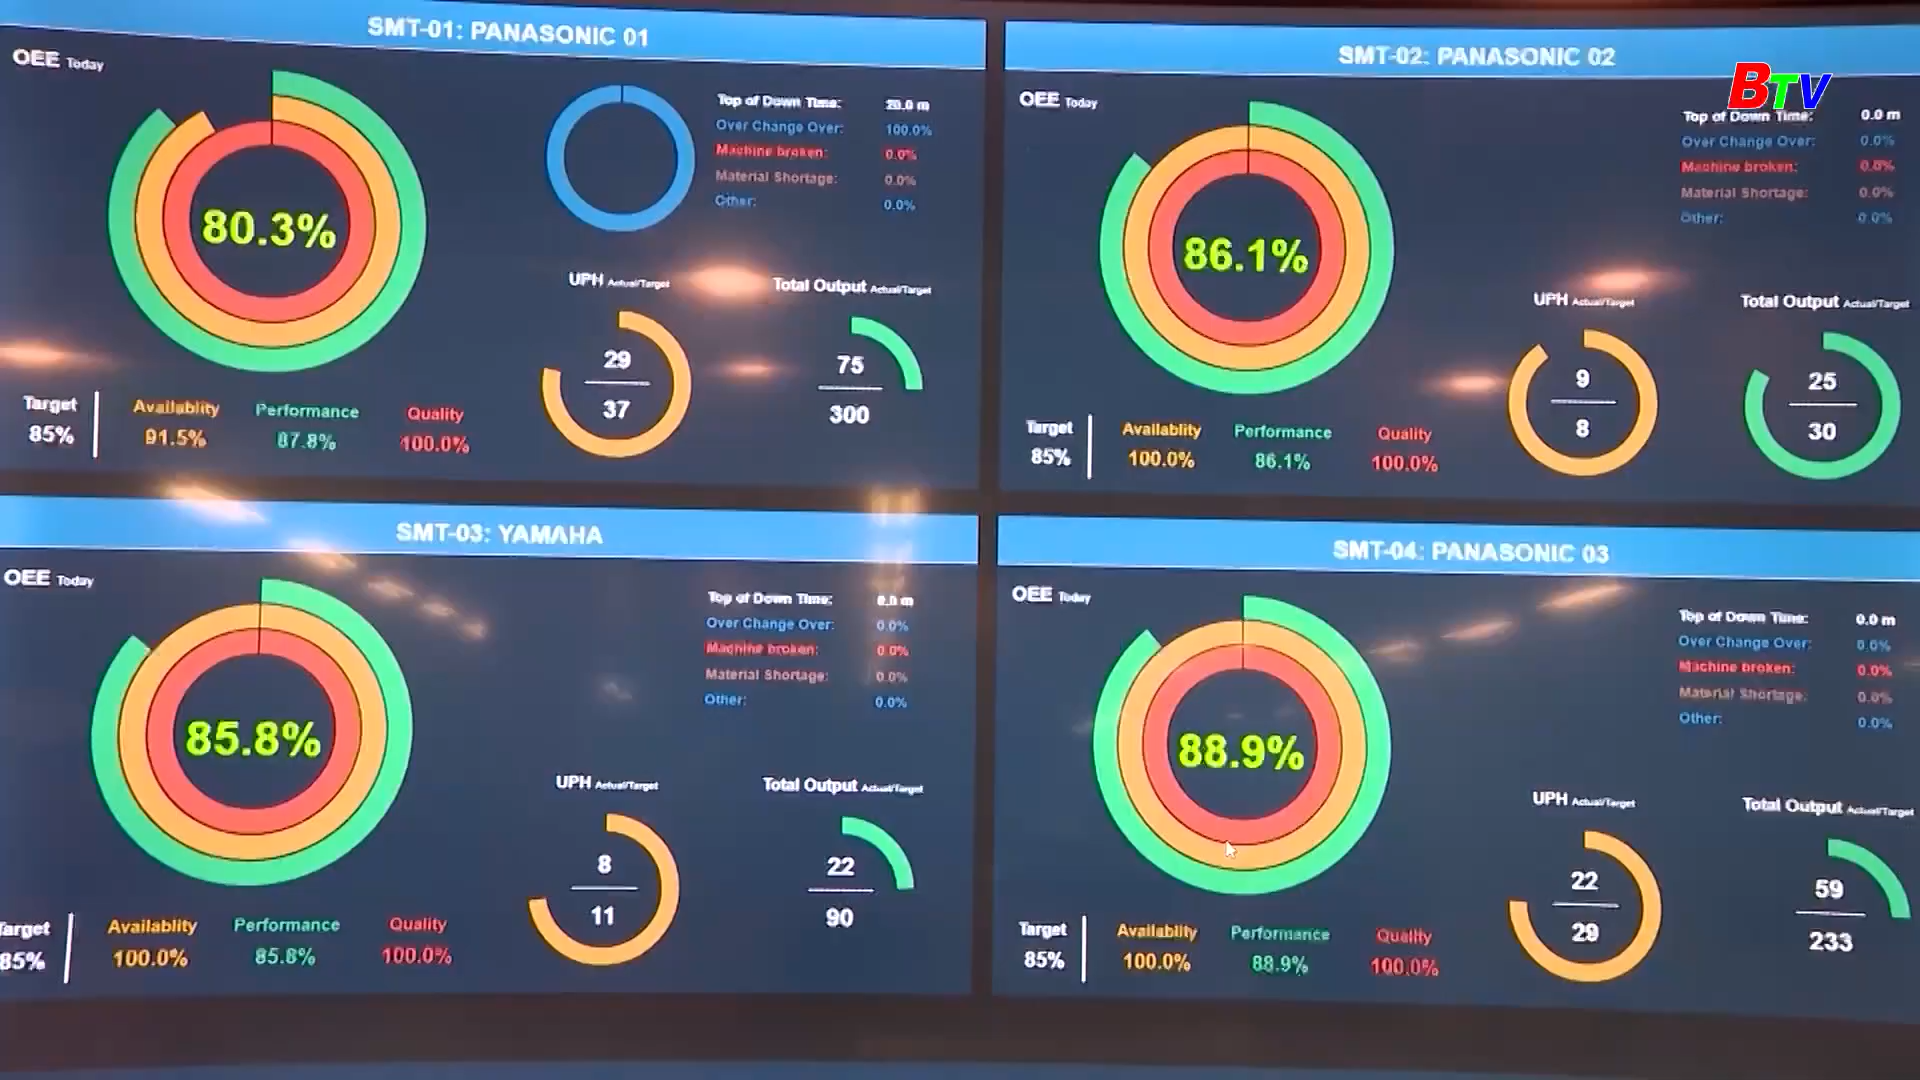 SMT-01: PANASONIC 01
OEE Today
80.3%
Top of Down Time: 20.0 m
Over Change Over: 100.0%
Machine broken: 0.0%
Material Shortage: 0.0%
Other: 0.0%
UPH Actual/Target
29
37
Total Output Actual/Target
75
300
Target
85%
Availablity
91.5%
Performance
87.8%
Quality
100.0%
SMT-02: PANASONIC 02
BTV
OEE Today
86.1%
Top of Down Time: 0.0 m
Over Change Over: 0.0%
Machine broken: 0.0%
Material Shortage: 0.0%
Other: 0.0%
UPH Actual/Target
9
8
Total Output Actual/Target
25
30
Target
85%
Availablity
100.0%
Performance
86.1%
Quality
100.0%
SMT-03: YAMAHA
OEE Today
85.8%
Top of Down Time: 0.0 m
Over Change Over: 0.0%
Machine broken: 0.0%
Material Shortage: 0.0%
Other: 0.0%
UPH Actual/Target
8
11
Total Output Actual/Target
22
90
Target
85%
Availablity
100.0%
Performance
85.8%
Quality
100.0%
SMT-04: PANASONIC 03
OEE Today
88.9%
Top of Down Time: 0.0 m
Over Change Over: 0.0%
Machine broken: 0.0%
Material Shortage: 0.0%
Other: 0.0%
UPH Actual/Target
22
29
Total Output Actual/Target
59
233
Target
85%
Availablity
100.0%
Performance
88.9%
Quality
100.0%